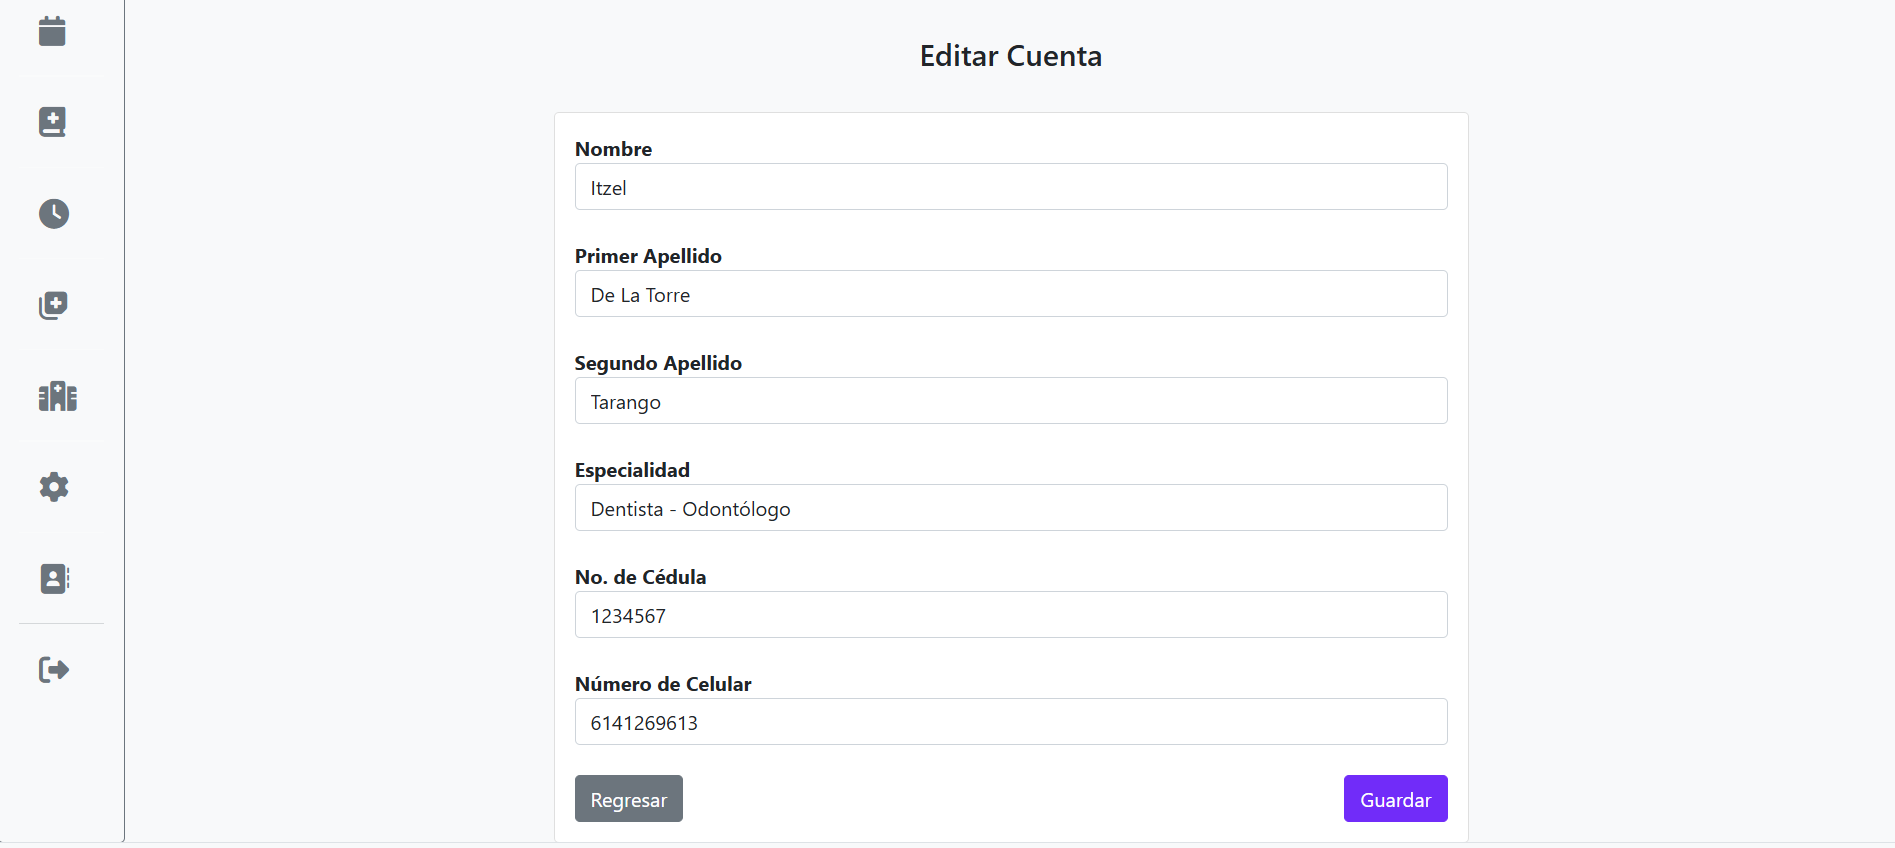 Editar Cuenta
Nombre
Itzel
Primer Apellido
De La Torre
Segundo Apellido
Tarango
Especialidad
Dentista - Odontólogo
No. de Cédula
1234567
Número de Celular
6141269613
Regresar
Guardar